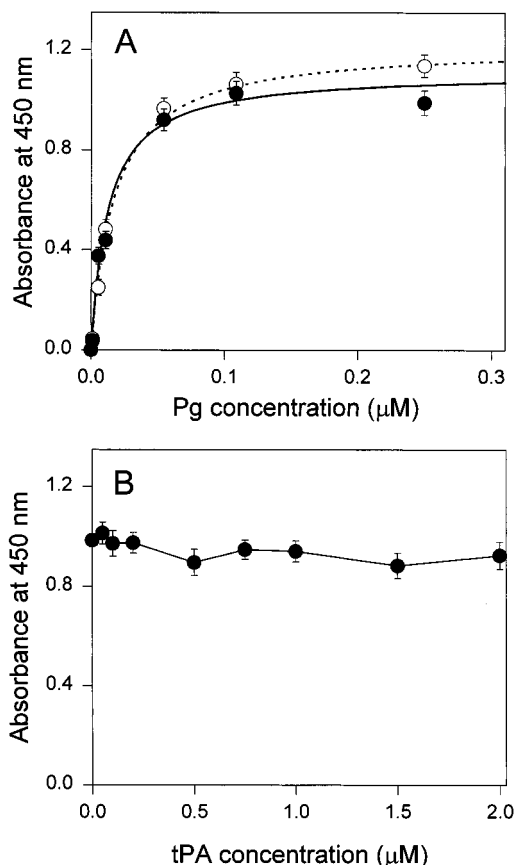 A
Absorbance at 450 nm
1.2
0.8
0.4
0.0
0.0 0.1 0.2 0.3
Pg concentration (μM)
B
Absorbance at 450 nm
1.2
0.8
0.4
0.0
0.0 0.5 1.0 1.5 2.0
tPA concentration (μM)